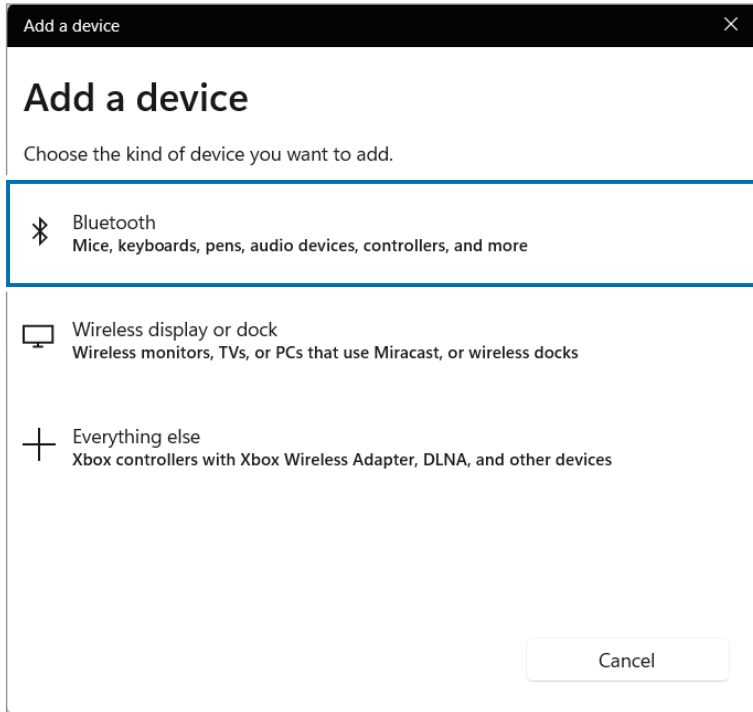 Add a device
Add a device
Choose the kind of device you want to add.
Bluetooth
Mice, keyboards, pens, audio devices, controllers, and more
Wireless display or dock
Wireless monitors, TVs, or PCs that use Miracast, or wireless docks
Everything else
Xbox controllers with Xbox Wireless Adapter, DLNA, and other devices
Cancel